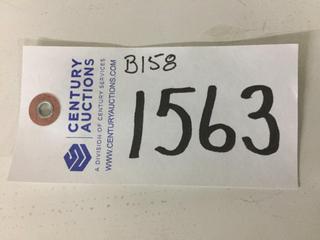 CENTURY
AUCTIONS
A DIVISION OF CENTURY SERVICES
WWW.CENTURYAUCTIONS.COM
B158
1563